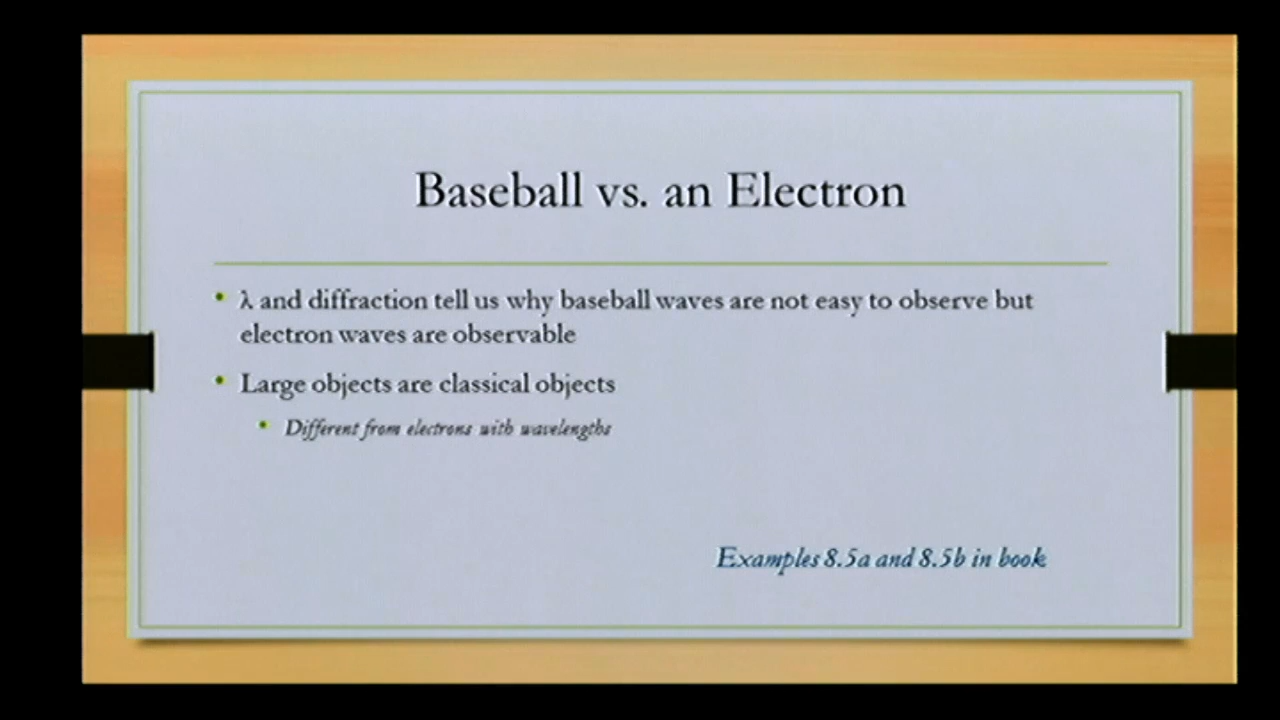 Baseball vs. an Electron
• λ and diffraction tell us why baseball waves are not easy to observe but
electron waves are observable
• Large objects are classical objects
• Different from electrons with wavelengths
Examples 8.5a and 8.5b in book